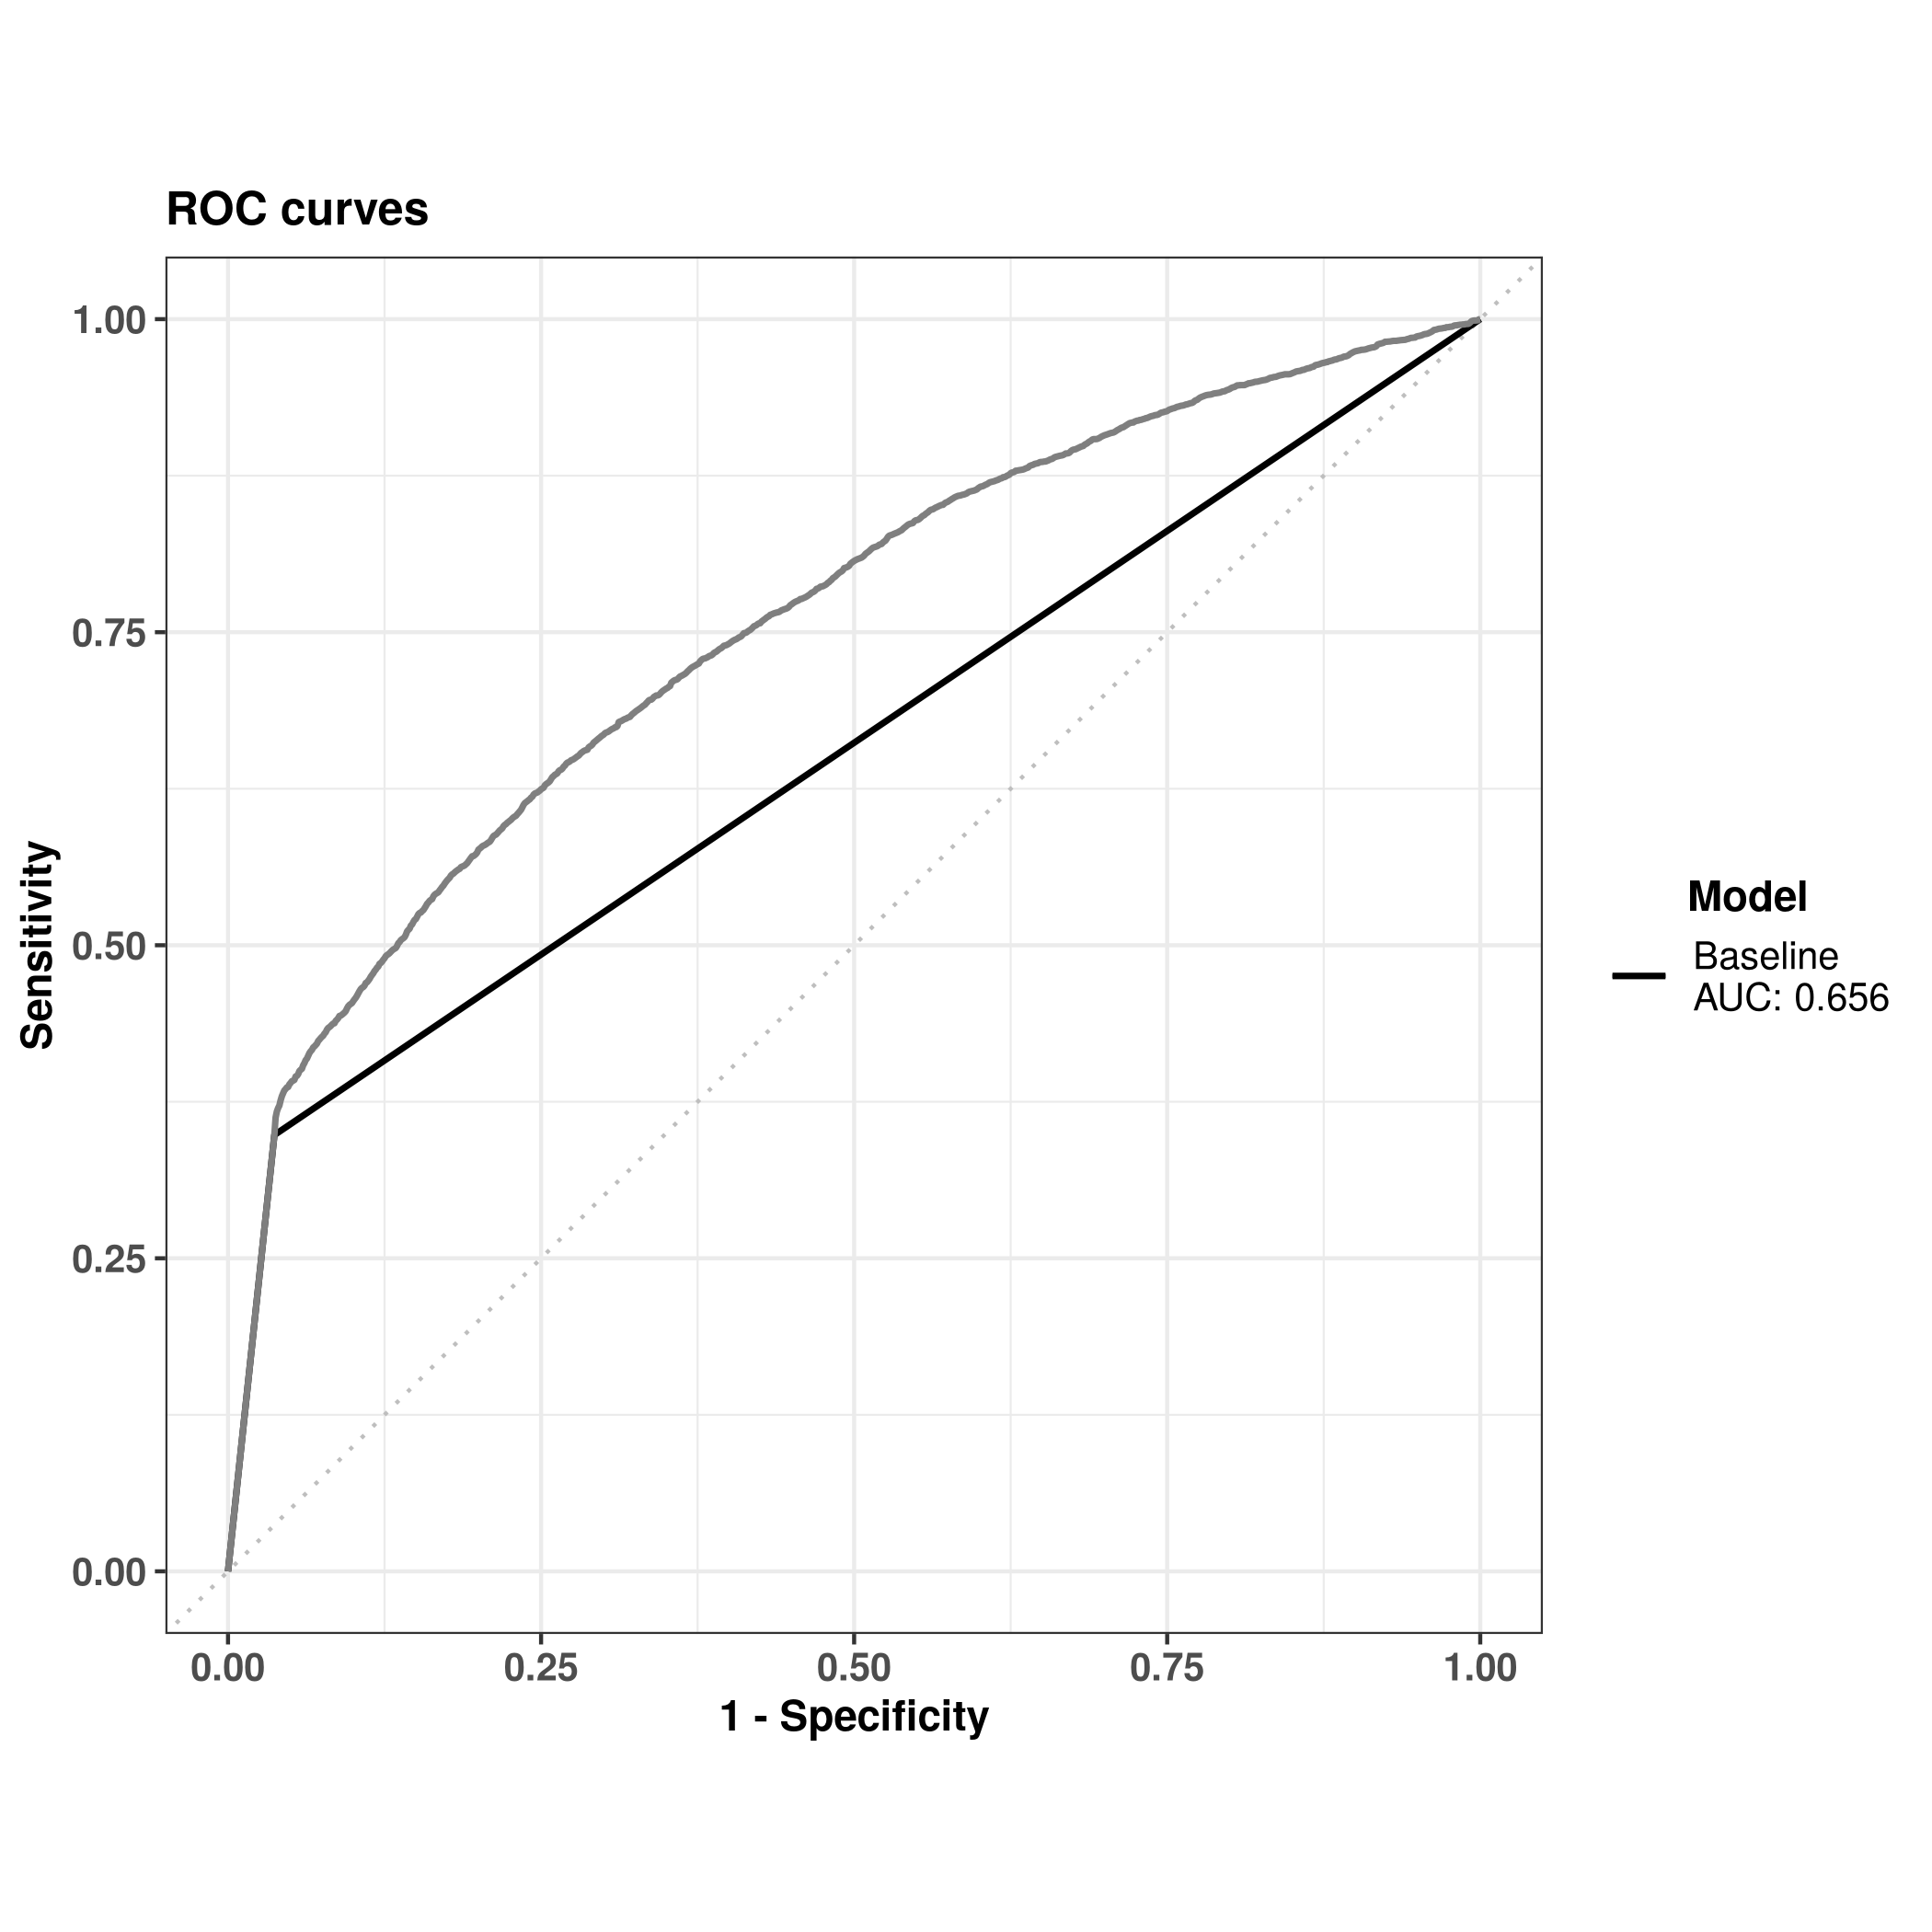 ROC curves
1.00
0.75
0.50
0.25
0.00
Sensitivity
0.00 0.25 0.50 0.75 1.00
1 - Specificity
Model
Baseline
AUC: 0.656